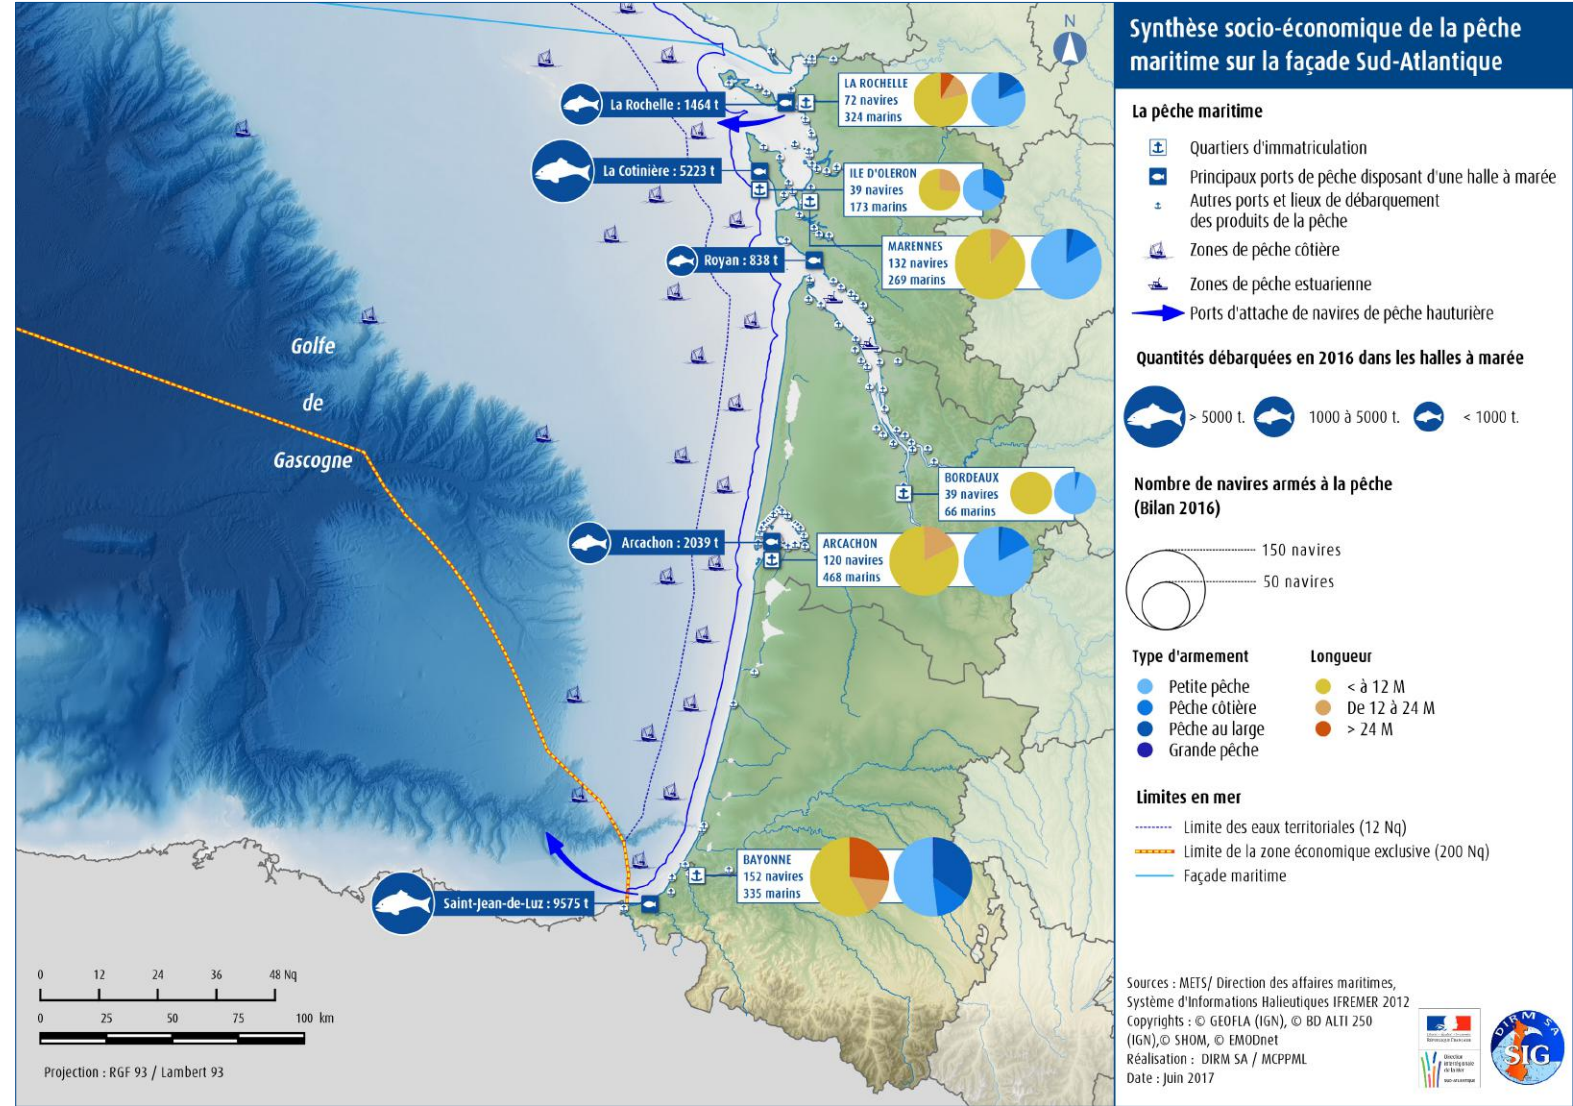 Synthèse socio-économique de la pêche
maritime sur la façade Sud-Atlantique
N
La Rochelle : 1464 t
LA ROCHELLE
72 navires
324 marins
La Cotinière : 5223 t
ILE D'OLERON
39 navires
173 marins
MARENNES
132 navires
269 marins
Royan : 838 t
Golfe
de
Gascogne
BORDEAUX
39 navires
66 marins
Arcachon : 2039 t
ARCACHON
120 navires
468 marins
BAYONNE
152 navires
335 marins
Saint-Jean-de-Luz : 9575 t
0 12 24 36 48 Nq
0 25 50 75 100 km
Projection : RGF 93 / Lambert 93
La pêche maritime
Quartiers d'immatriculation
Principaux ports de pêche disposant d'une halle à marée
Autres ports et lieux de débarquement
des produits de la pêche
Zones de pêche côtière
Zones de pêche estuarienne
Ports d'attache de navires de pêche hauturière
Quantités débarquées en 2016 dans les halles à marée
> 5000 t. 1000 à 5000 t. < 1000 t.
Nombre de navires armés à la pêche
(Bilan 2016)
150 navires
50 navires
Type d'armement
Petite pêche
Pêche côtière
Pêche au large
Grande pêche
Longueur
< à 12 M
De 12 à 24 M
> 24 M
Limites en mer
Limite des eaux territoriales (12 Nq)
Limite de la zone économique exclusive (200 Nq)
Façade maritime
Sources : METS/ Direction des affaires maritimes,
Système d'Informations Halieutiques IFREMER 2012
Copyrights : © GEOFLA (IGN), © BD ALTI 250
(IGN),© SHOM, © EMODnet
Réalisation : DIRM SA / MCPPML
Date : Juin 2017
DIRM SA
SIG